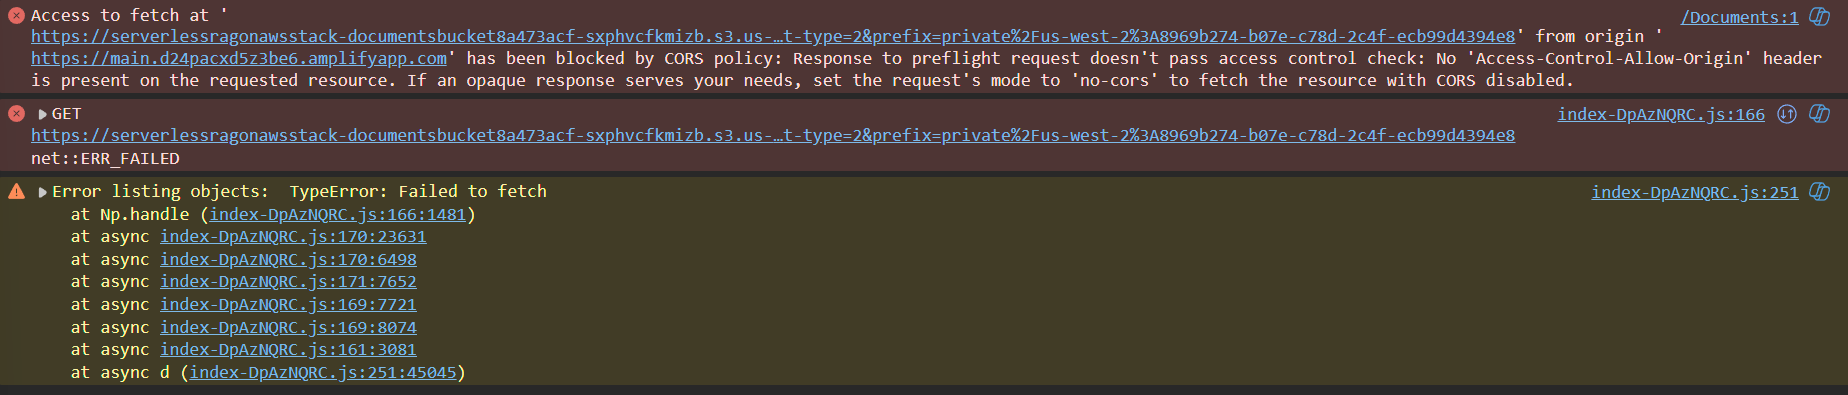 Access to fetch at ' /Documents:1
https://serverlessragonawsstack-documentsbucket8a473acf-sxphvcfkmizb.s3.us-…t-type=2&prefix=private%2Fus-west-2%3A8969b274-b07e-c78d-2c4f-ecb99d4394e8' from origin '
https://main.d24pacxd5z3be6.amplifyapp.com' has been blocked by CORS policy: Response to preflight request doesn't pass access control check: No 'Access-Control-Allow-Origin' header
is present on the requested resource. If an opaque response serves your needs, set the request's mode to 'no-cors' to fetch the resource with CORS disabled.
GET index-DpAzNQRC.js:166
https://serverlessragonawsstack-documentsbucket8a473acf-sxphvcfkmizb.s3.us-…t-type=2&prefix=private%2Fus-west-2%3A8969b274-b07e-c78d-2c4f-ecb99d4394e8
net::ERR_FAILED
Error listing objects:  TypeError: Failed to fetch index-DpAzNQRC.js:251
at Np.handle (index-DpAzNQRC.js:166:1481)
at async index-DpAzNQRC.js:170:23631
at async index-DpAzNQRC.js:170:6498
at async index-DpAzNQRC.js:171:7652
at async index-DpAzNQRC.js:169:7721
at async index-DpAzNQRC.js:169:8074
at async index-DpAzNQRC.js:161:3081
at async d (index-DpAzNQRC.js:251:45045)